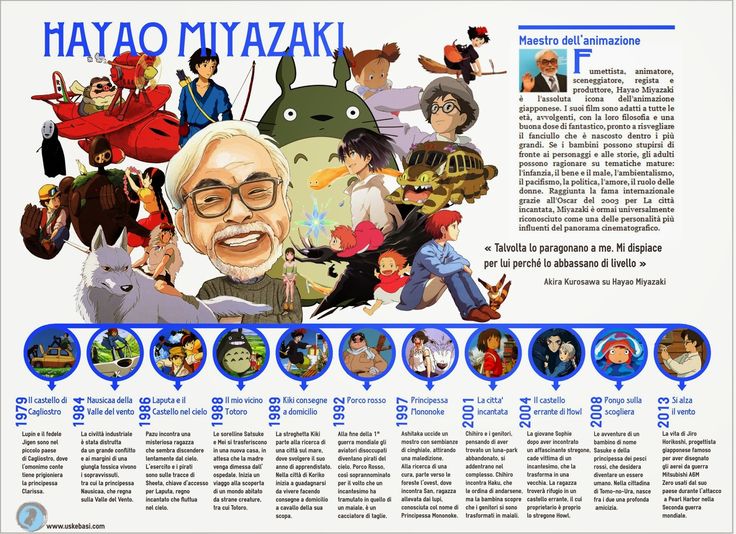 HAYAO MIYAZAKI
Maestro dell'animazione
Fumettista, animatore,
sceneggiatore, regista e
produttore, Hayao Miyazaki
è l'assoluta icona dell'animazione
giapponese. I suoi film sono adatti a tutte le
età, avvolgenti, con la loro filosofia e una
buona dose di fantastico, pronto a risvegliare
il fanciullo che è nascosto dentro i più
grandi. Se i bambini possono stupirsi di
fronte ai personaggi e alle storie, gli adulti
possono ragionare su tematiche mature:
l'infanzia, il bene e il male, l'ambientalismo,
il pacifismo, la politica, l'amore, il ruolo delle
donne. Raggiunta la fama internazionale
grazie all'Oscar del 2003 per La città
incantata, Miyazaki è ormai universalmente
riconosciuto come una delle personalità più
influenti del panorama cinematografico.
« Talvolta lo paragonano a me. Mi dispiace
per lui perché lo abbassano di livello »
Akira Kurosawa su Hayao Miyazaki
1979
Il castello di
Cagliostro
Lupin e il fedele
Jigen sono nel
piccolo paese
di Cagliostro, dove
l'omonimo conte
tiene prigioniera
la principessa
Clarissa.
1984
Nausicaa della
Valle del vento
La civiltà industriale
è stata distrutta
da un grande conflitto
e ai margini di una
giungla tossica vivono
i sopravvissuti,
tra cui la principessa
Nausicaa, che regna
sulla Valle del Vento.
1986
Laputa e il
Castello nel cielo
Pazu incontra una
misteriosa ragazza
che sembra discendere
lentamente dal cielo.
L'esercito e i pirati
sono sulle tracce di
Sheeta, chiave d'accesso
per Laputa, regno
incantato che fluttua
nel cielo.
1988
Il mio vicino
Totoro
Le sorelline Satsuke
e Mei si trasferiscono
in una nuova casa, in
attesa che la madre
venga dimessa dall'
ospedale. Inizia un
viaggio alla scoperta
di un mondo abitato
da strane creature,
tra cui Totoro.
1989
Kiki consegne
a domicilio
La streghetta Kiki
parte alla ricerca di
una città sul mare,
dove svolgere il suo
anno di apprendistato.
Nella città di Koriko
inizia a guadagnarsi
da vivere facendo
consegne a domicilio
a cavallo della sua
scopa.
1992
Porco rosso
Alla fine della 1°
guerra mondiale gli
aviatori disoccupati
diventano pirati del
cielo. Porco Rosso,
così soprannominato
per il volto che un
incantesimo ha
tramutato in quello di
un maiale. è un
cacciatore di taglie.
1997
Principessa
Mononoke
Ashitaka uccide un
mostro con sembianze
di cinghiale, attirando
una maledizione.
Alla ricerca di una
cura, parte verso le
foreste l'ovest, dove
incontra San, ragazza
allevata dai lupi,
conosciuta col nome di
Principessa Mononoke.
2001
La citta'
incantata
Chihiro e i genitori,
pensando di aver
trovato un luna-park
abbandonato, si
addentrano nel
complesso. Chihiro
incontra Haku, che
le ordina di andarsene
ma la bambina scopre
che i genitori si sono
trasformati in maiali.
2004
Il castello
errante di Howl
La giovane Sophie
dopo aver incontrato
un affascinante stregone,
cade vittima di un
incantesimo, che la
trasforma in una
vecchia. La ragazza
troverà rifugio in un
castello errante, il cui
proprietario è proprio
lo stregone Howl.
2008
Ponyo sulla
scogliera
Le avventure di un
bambino di nome
Sasuke e della
principessa dei pesci
rossi, che desidera
diventare un essere
umano. Nella cittadina
di Tomo-no-Ura, nasce
fra i due una profonda
amicizia.
2013
Si alza
il vento
La vita di Jiro
Horikoshi, progettista
giapponese famoso
per aver disegnato
gli aerei da guerra
Mitsubishi A6M
Zero usati dal suo
paese durante l'attacco
a Pearl Harbor nella
Seconda guerra
mondiale.
www.uskebasi.com